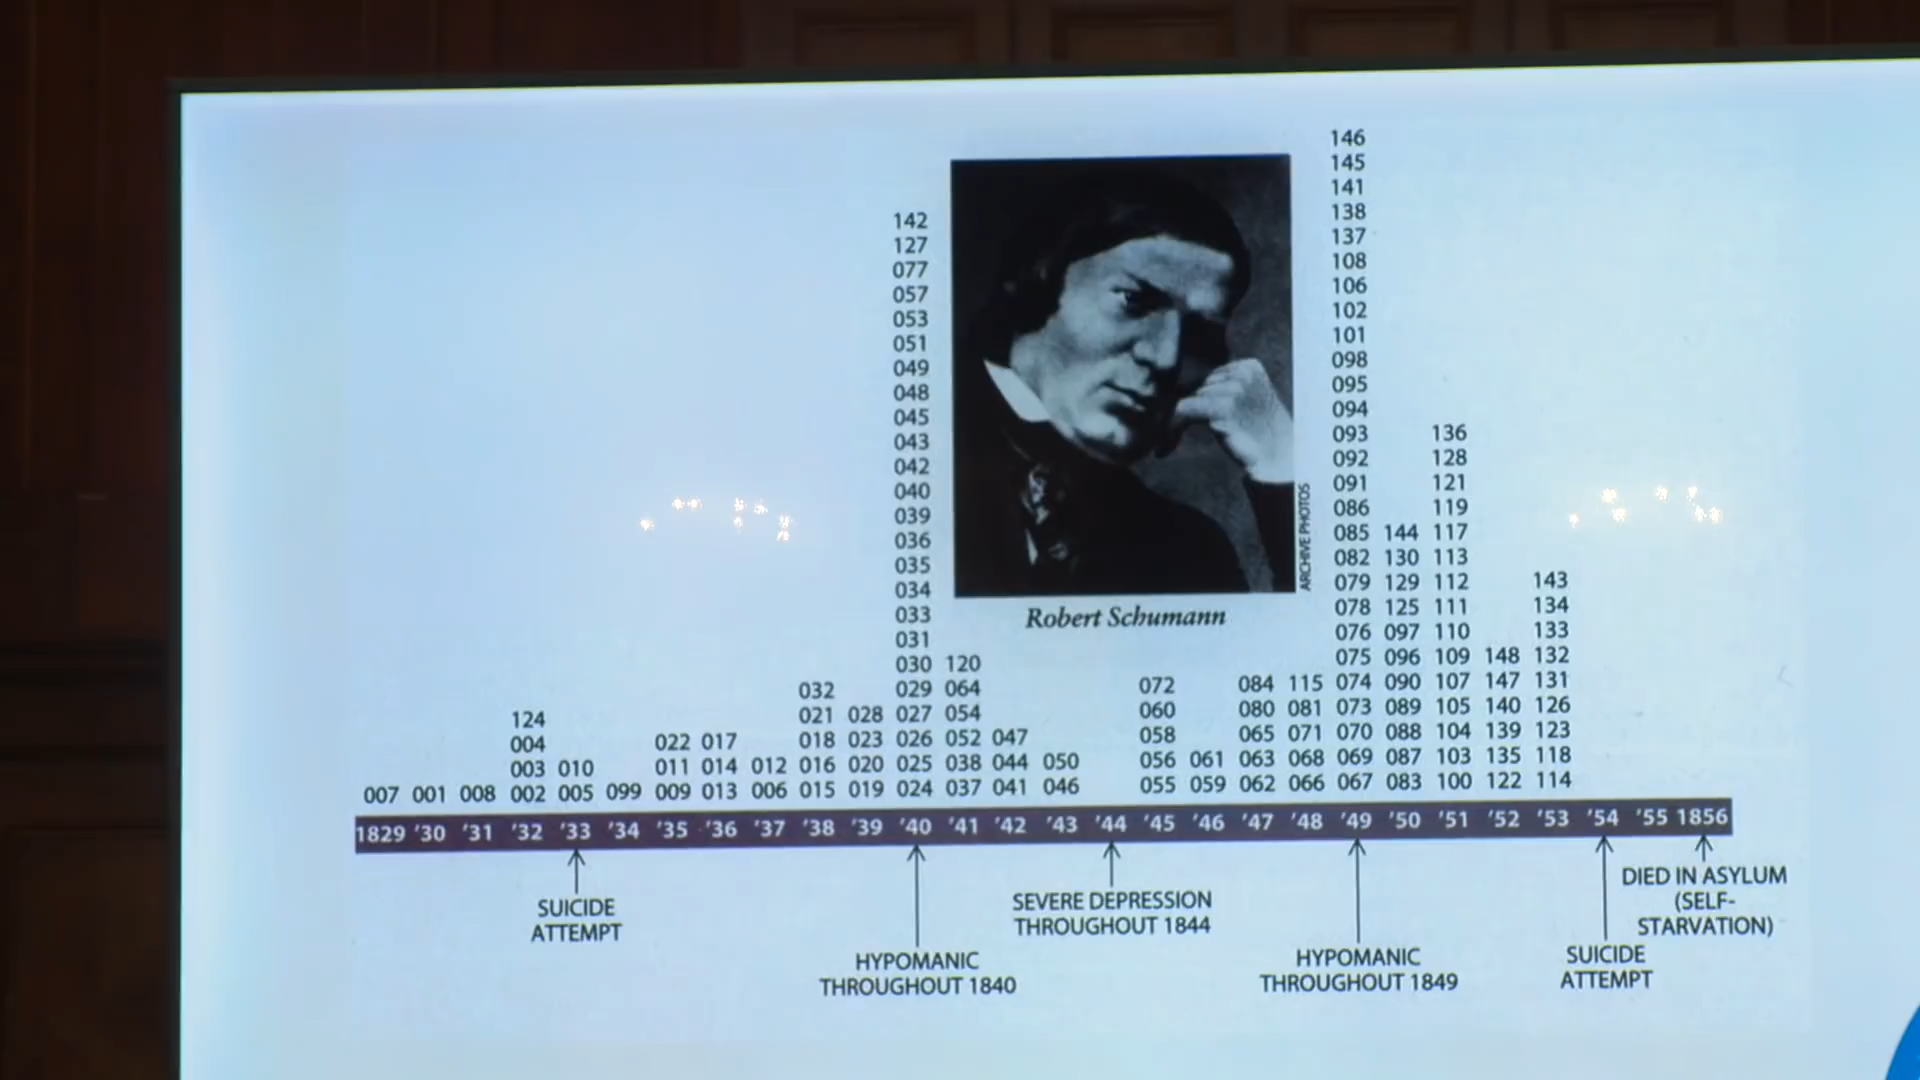 146
145
141
142 138
127 137
077 108
057 106
053 102
051 101
049 098
048 095
045 094
043 093 136
042 092 128
040 091 121
039 086 119
036 085 144 117
035 082 130 113
034 079 129 112 143
033 078 125 111 134
031 076 097 110 133
030 120 075 096 109 148 132
032 029 064 072 084 115 074 090 107 147 131
124 021 028 027 054 060 080 081 073 089 105 140 126
004 022 017 018 023 026 052 047 058 065 071 070 088 104 139 123
003 010 011 014 012 016 020 025 038 044 050 056 061 063 068 069 087 103 135 118
007 001 008 002 005 099 009 013 006 015 019 024 037 041 046 055 059 062 066 067 083 100 122 114
ARCHIVE PHOTOS
Robert Schumann
1829 '30 '31 '32 '33 '34 '35 '36 '37 '38 '39 '40 '41 '42 '43 '44 '45 '46 '47 '48 '49 '50 '51 '52 '53 '54 '55 1856
SUICIDE
ATTEMPT
HYPOMANIC
THROUGHOUT 1840
SEVERE DEPRESSION
THROUGHOUT 1844
HYPOMANIC
THROUGHOUT 1849
SUICIDE
ATTEMPT
DIED IN ASYLUM
(SELF-
STARVATION)